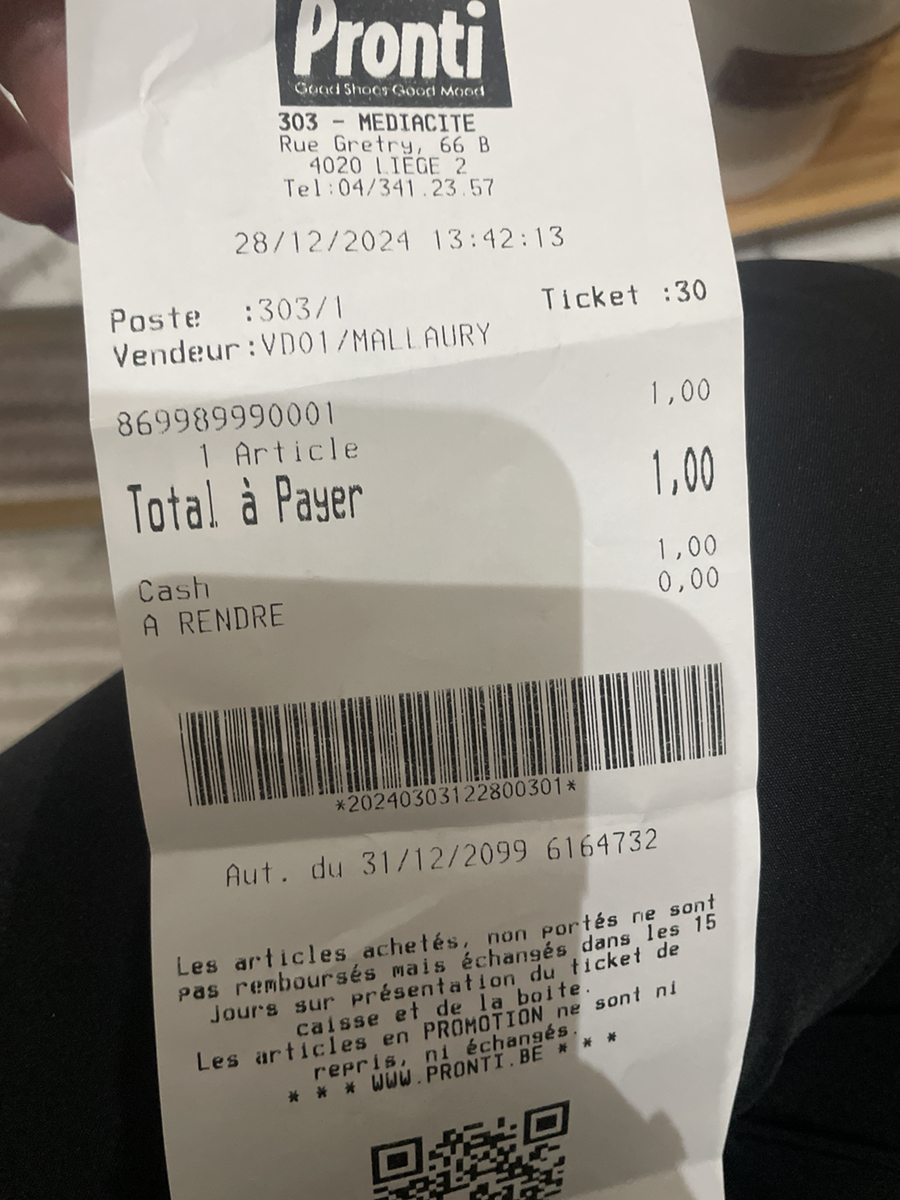 Pronti
Good Shoes Good Mood
303 - MEDIACITE
Rue Gretry, 66 B
4020 LIEGE 2
Tel:04/341.23.57
28/12/2024 13:42:13
Poste :303/1 Ticket :30
Vendeur:VD01/MALLAURY
869989990001 1,00
1 Article
Total à Payer 1,00
Cash 1,00
A RENDRE 0,00
*20240303122800301*
Aut. du 31/12/2099 6164732
Les articles achetés, non portés ne sont
pas remboursés mais échangés dans les 15
jours sur présentation du ticket de
caisse et de la boite.
Les articles en PROMOTION ne sont ni
repris, ni échangés.
* * * WWW.PRONTI.BE * * *